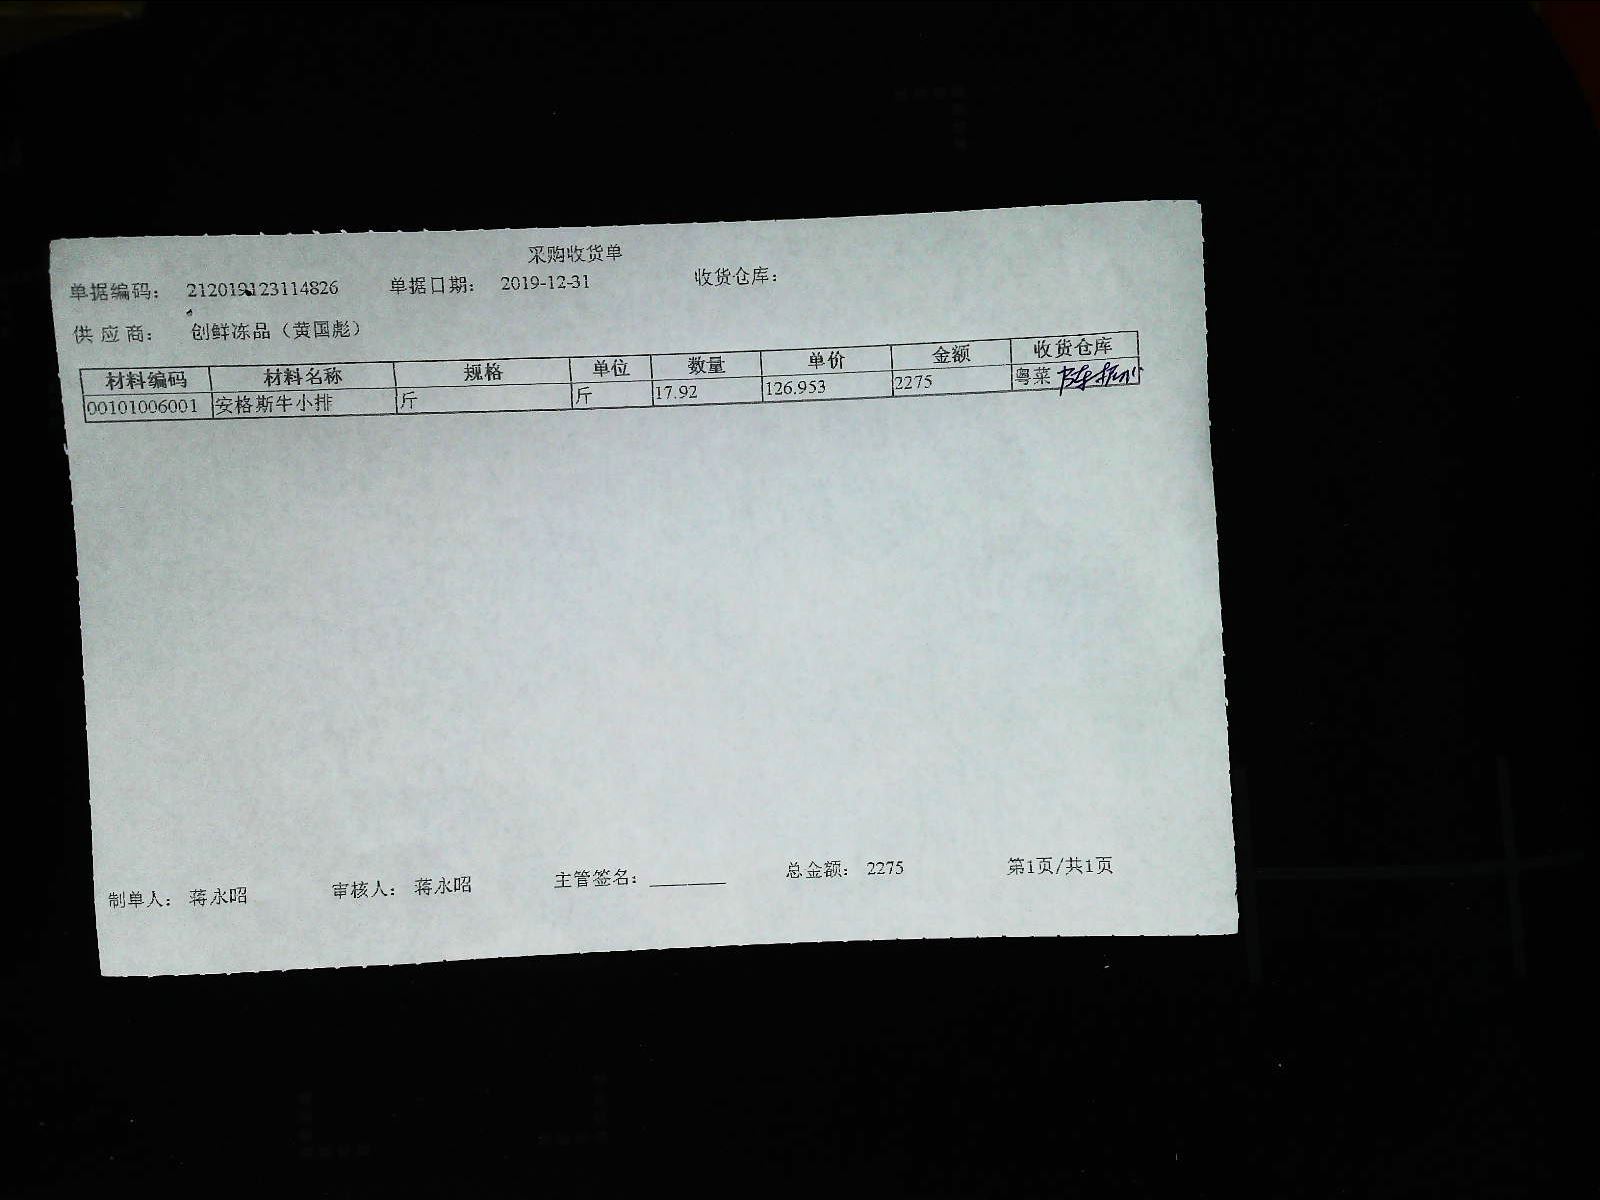 采购收货单
单据编码： 212019123114826 单据日期： 2019-12-31 收货仓库：
供 应 商： 创鲜冻品（黄国彪）
材料编码 材料名称 规格 单位 数量 单价 金额 收货仓库
00101006001 安格斯牛小排 斤 斤 17.92 126.953 2275 粤菜
制单人： 蒋永昭 审核人： 蒋永昭 主管签名：________ 总金额： 2275 第1页/共1页